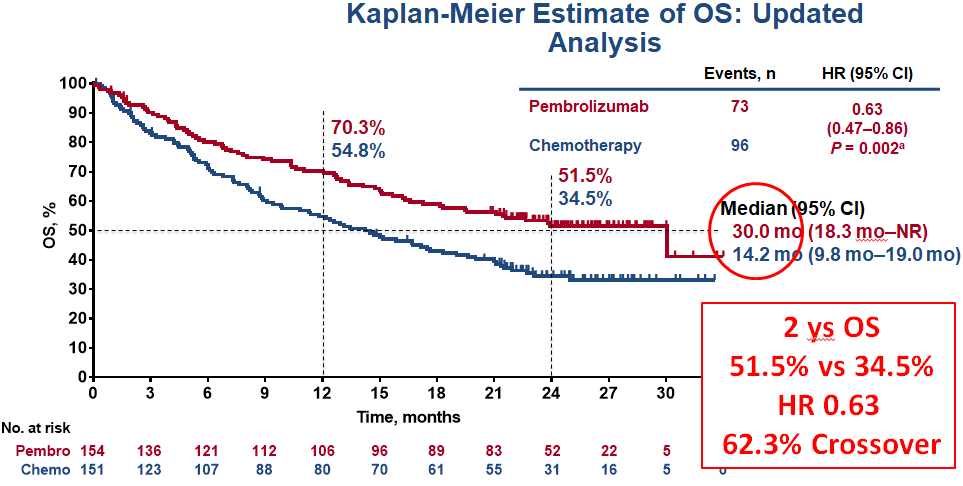 Kaplan-Meier Estimate of OS: Updated
Analysis
Events, n HR (95% CI)
Pembrolizumab 73 0.63
(0.47–0.86)
Chemotherapy 96 P = 0.002a
100
90
80
70
60
50
40
30
20
10
0
OS, %
70.3%
54.8%
51.5%
34.5%
Median (95% CI)
30.0 mo (18.3 mo–NR)
14.2 mo (9.8 mo–19.0 mo)
0 3 6 9 12 15 18 21 24 27 30
Time, months
2 ys OS
51.5% vs 34.5%
HR 0.63
62.3% Crossover
No. at risk
Pembro 154 136 121 112 106 96 89 83 52 22 5
Chemo 151 123 107 88 80 70 61 55 31 16 5